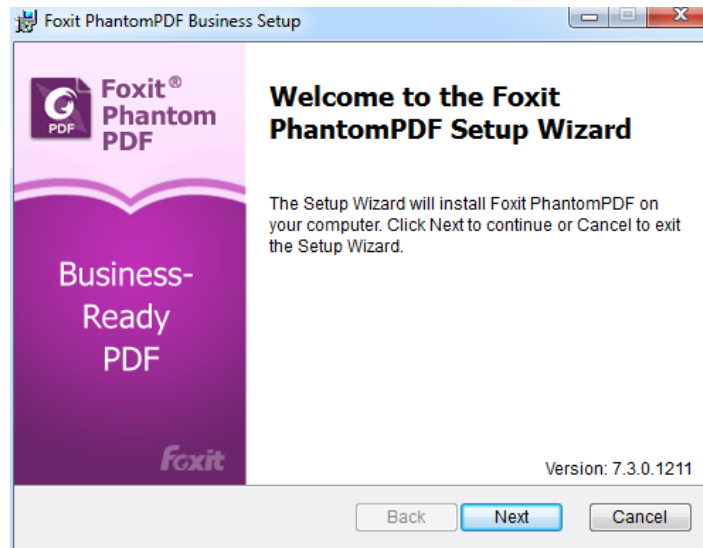 Foxit PhantomPDF Business Setup
Foxit®
Phantom
PDF
PDF
Welcome to the Foxit
PhantomPDF Setup Wizard
The Setup Wizard will install Foxit PhantomPDF on
your computer. Click Next to continue or Cancel to exit
the Setup Wizard.
Business-
Ready
PDF
Foxit
Version: 7.3.0.1211
Back
Next
Cancel